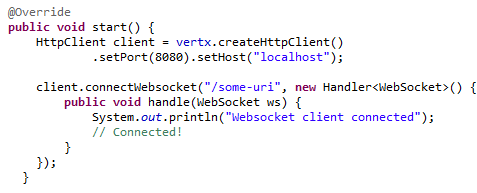 @Override
public void start() {
    HttpClient client = vertx.createHttpClient()
            .setPort(8080).setHost("localhost");
    client.connectWebsocket("/some-uri", new Handler<WebSocket>() {
        public void handle(WebSocket ws) {
            System.out.println("Websocket client connected");
            // Connected!
        }
    });
  }